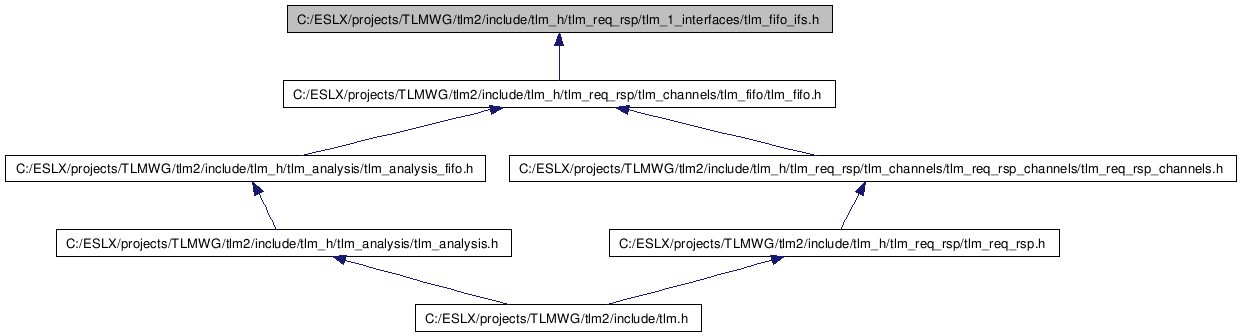 C:/ESLX/projects/TLMWG/tlm2/include/tlm_h/tlm_req_rsp/tlm_1_interfaces/tlm_fifo_ifs.h
C:/ESLX/projects/TLMWG/tlm2/include/tlm_h/tlm_req_rsp/tlm_channels/tlm_fifo/tlm_fifo.h
C:/ESLX/projects/TLMWG/tlm2/include/tlm_h/tlm_analysis/tlm_analysis_fifo.h
C:/ESLX/projects/TLMWG/tlm2/include/tlm_h/tlm_req_rsp/tlm_channels/tlm_req_rsp_channels/tlm_req_rsp_channels.h
C:/ESLX/projects/TLMWG/tlm2/include/tlm_h/tlm_analysis/tlm_analysis.h
C:/ESLX/projects/TLMWG/tlm2/include/tlm_h/tlm_req_rsp/tlm_req_rsp.h
C:/ESLX/projects/TLMWG/tlm2/include/tlm.h